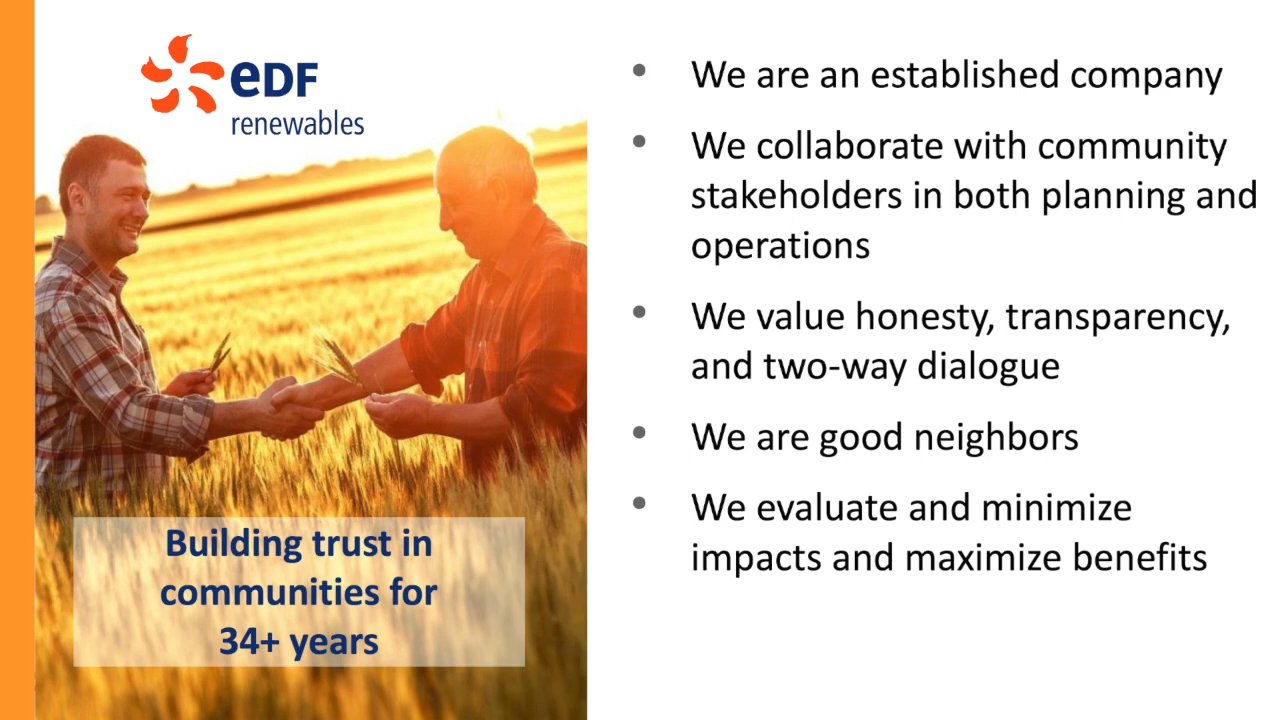 eDF
renewables
Building trust in
communities for
34+ years
• We are an established company
• We collaborate with community
stakeholders in both planning and
operations
• We value honesty, transparency,
and two-way dialogue
• We are good neighbors
• We evaluate and minimize
impacts and maximize benefits